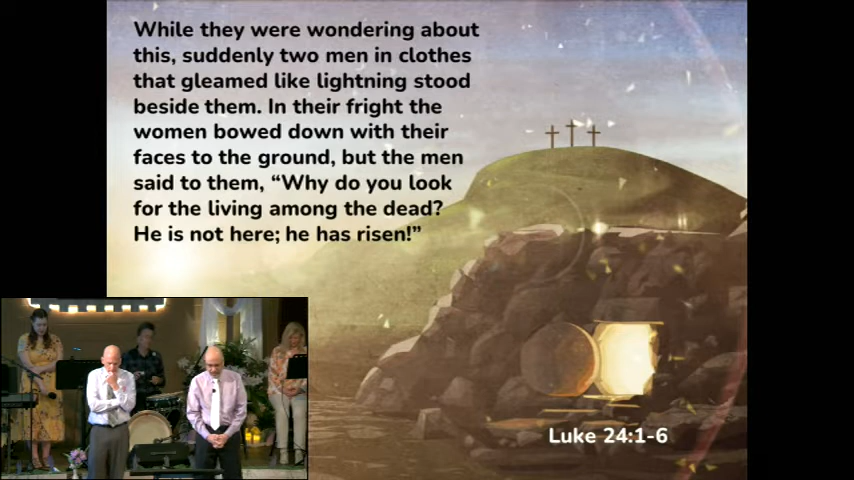 While they were wondering about
this, suddenly two men in clothes
that gleamed like lightning stood
beside them. In their fright the
women bowed down with their
faces to the ground, but the men
said to them, “Why do you look
for the living among the dead?
He is not here; he has risen!”
Luke 24:1-6